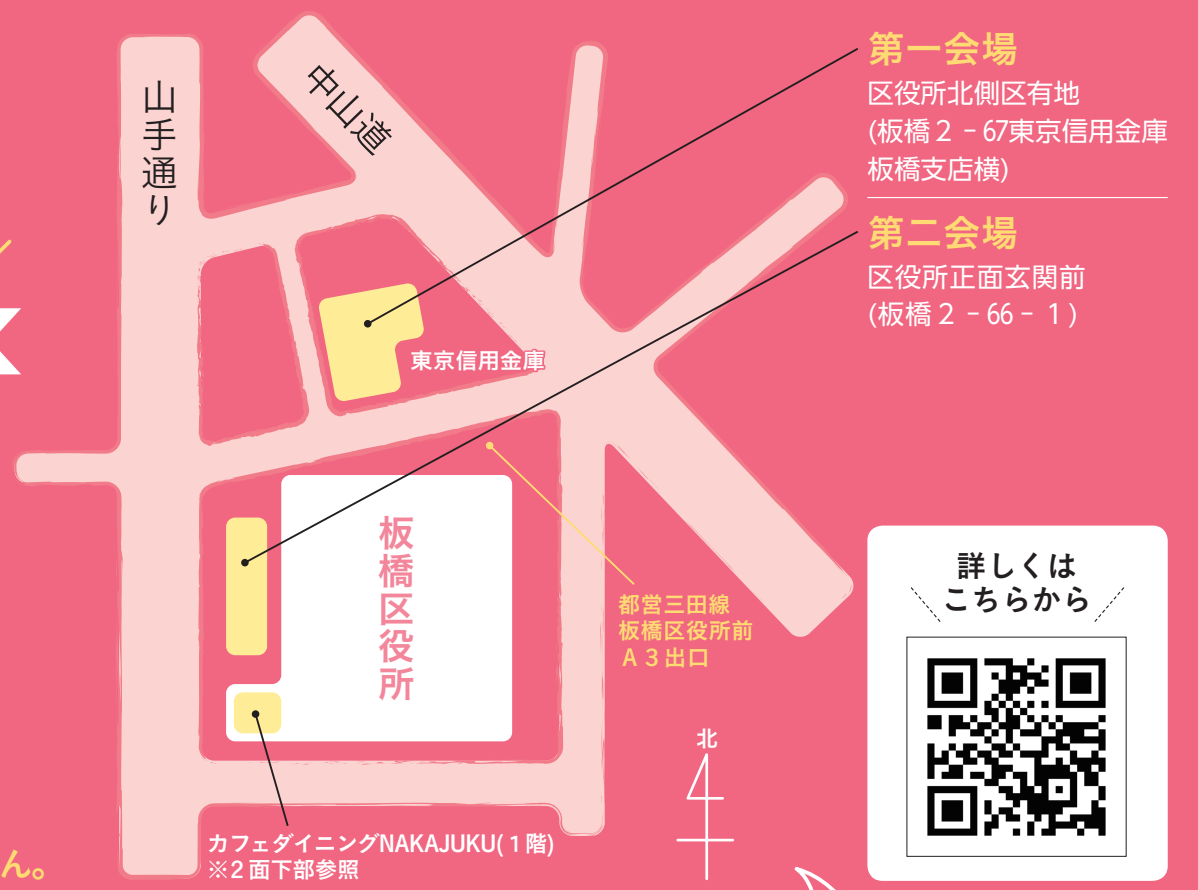 山手通り
中山道
第一会場
区役所北側区有地
(板橋２－67東京信用金庫
板橋支店横)
第二会場
区役所正面玄関前
(板橋２－66－１)
東京信用金庫
板橋区役所
都営三田線
板橋区役所前
Ａ３出口
詳しくは
こちらから
北
カフェダイニングNAKAJUKU(１階)
※2面下部参照
ん。